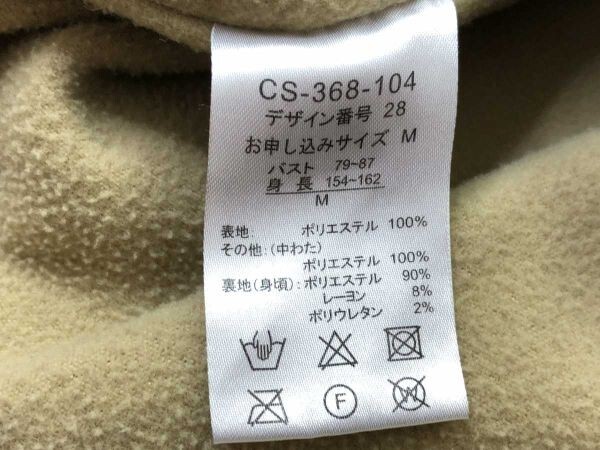 CS-368-104
デザイン番号 28
お申し込みサイズ M
バスト 79~87
身 長 154~162
M
表地: ポリエステル 100%
その他:(中わた)
ポリエステル 100%
裏地(身頃):ポリエステル 90%
レーヨン 8%
ポリウレタン 2%
F W